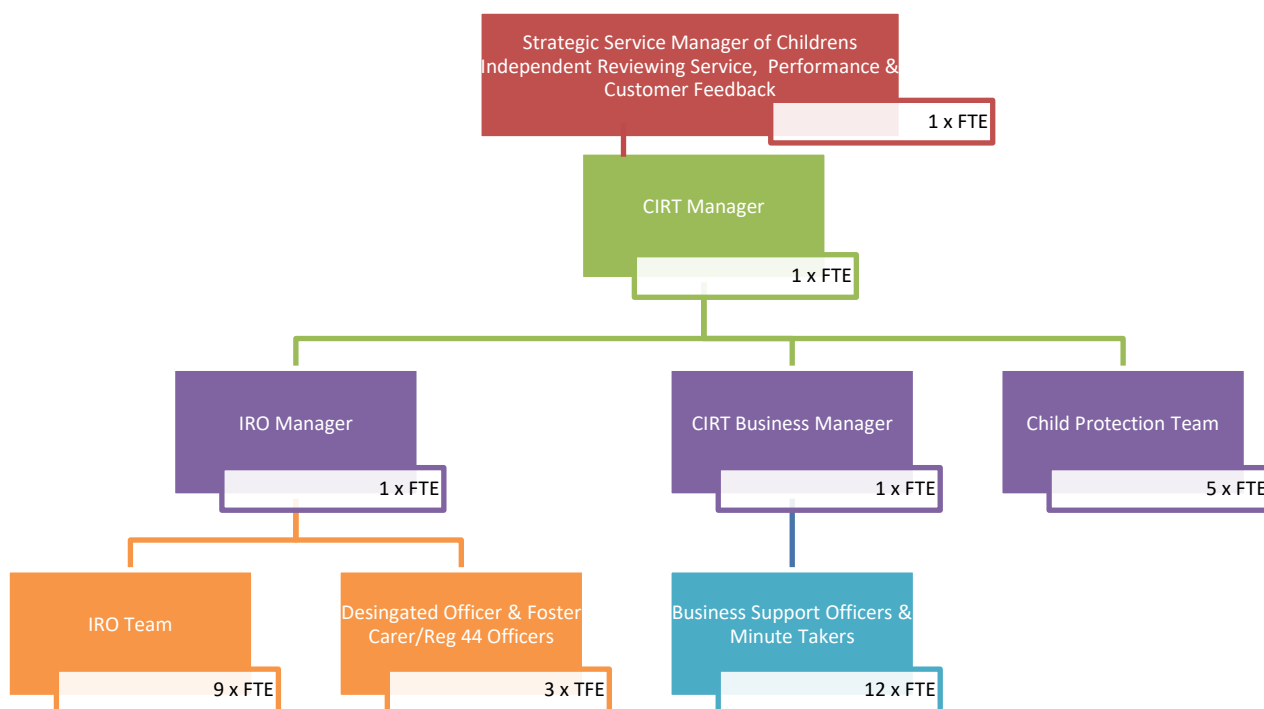 Strategic Service Manager of Childrens
Independent Reviewing Service,  Performance &
Customer Feedback
1 x FTE
CIRT Manager
1 x FTE
IRO Manager
1 x FTE
CIRT Business Manager
1 x FTE
Child Protection Team
5 x FTE
IRO Team
9 x FTE
Desingated Officer & Foster
Carer/Reg 44 Officers
3 x TFE
Business Support Officers &
Minute Takers
12 x FTE